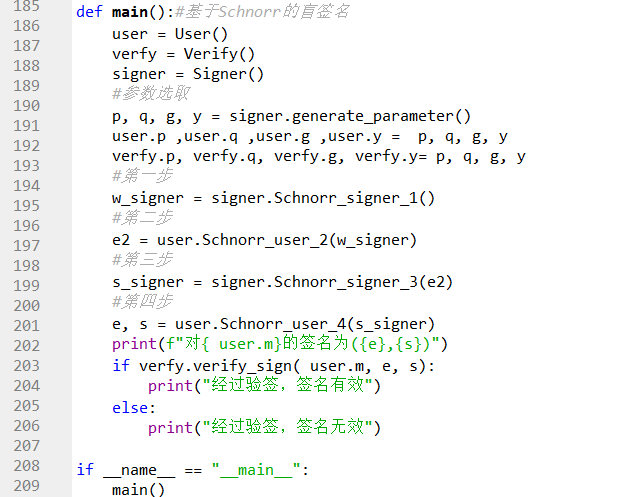 185 def main():#基于Schnorr的盲签名
186     user = User()
187     verfy = Verify()
188     signer = Signer()
189     #参数选取
190     p, q, g, y = signer.generate_parameter()
191     user.p ,user.q ,user.g ,user.y =  p, q, g, y
192     verfy.p, verfy.q, verfy.g, verfy.y= p, q, g, y
193     #第一步
194     w_signer = signer.Schnorr_signer_1()
195     #第二步
196     e2 = user.Schnorr_user_2(w_signer)
197     #第三步
198     s_signer = signer.Schnorr_signer_3(e2)
199     #第四步
200     e, s = user.Schnorr_user_4(s_signer)
201     print(f"对{ user.m}的签名为({e},{s})")
202     if verfy.verify_sign( user.m, e, s):
203         print("经过验签，签名有效")
204     else:
205         print("经过验签，签名无效")
206
207 if __name__ == "__main__":
208     main()
209